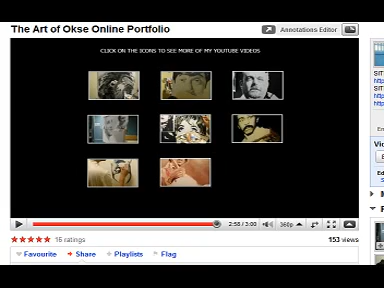 The Art of Okse Online Portfolio
Annotations Editor
CLICK ON THE ICONS TO SEE MORE OF MY YOUTUBE VIDEOS
2:58 / 3:00
360p
16 ratings
153 views
Favourite
Share
Playlists
Flag